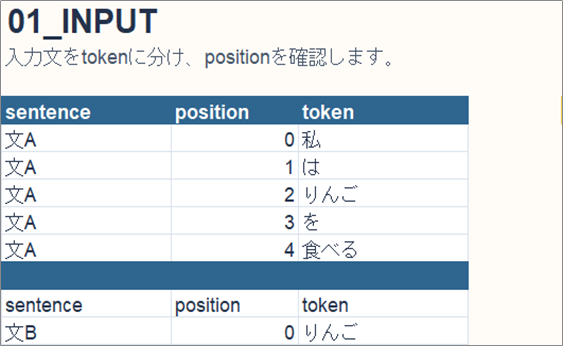 01_INPUT
入力文をtokenに分け、positionを確認します。
sentence position token
文A 0 私
文A 1 は
文A 2 りんご
文A 3 を
文A 4 食べる
sentence position token
文B 0 りんご